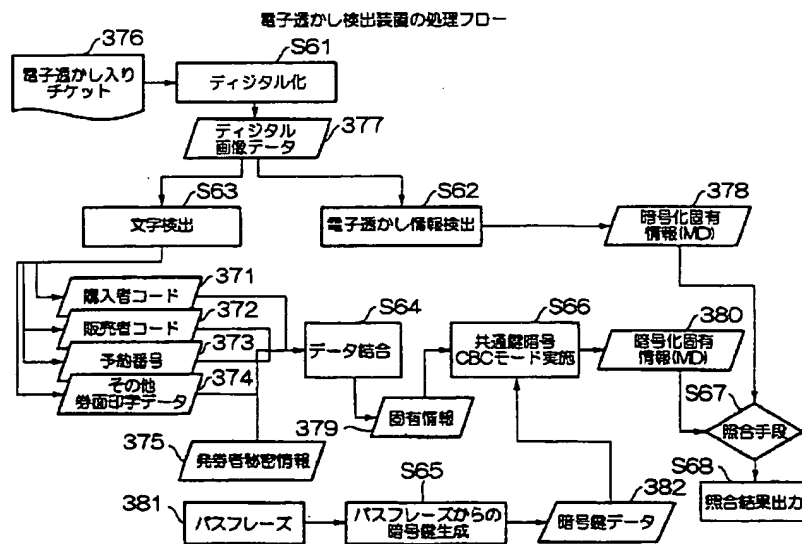 電子透かし検出装置の処理フロー
376
S61
電子透かし入り
チケット
ディジタル化
ディジタル
画像データ
377
S63
S62
378
文字検出
電子透かし情報検出
暗号化固有
情報(MD)
371
購入者コード
372
販売者コード
373
予約番号
374
その他
券面印字データ
S64
データ結合
S66
共通鍵暗号
CBCモード実施
380
暗号化固有
情報(MD)
S67
照合手段
379
固有情報
375
発券者秘密情報
S65
382
S68
照合結果出力
381
パスフレーズ
パスフレーズからの
暗号鍵生成
暗号鍵データ